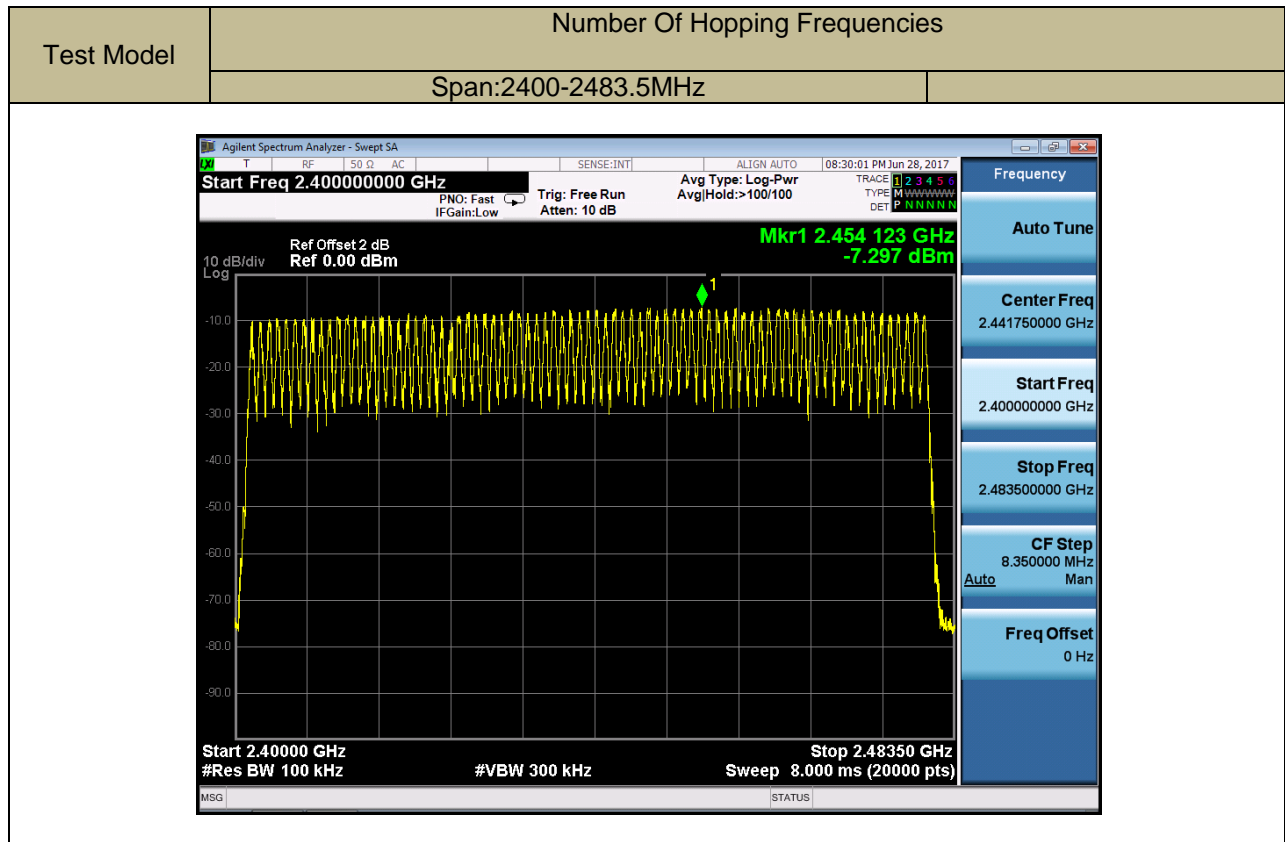 Test Model
Number Of Hopping Frequencies
Span:2400-2483.5MHz
Agilent Spectrum Analyzer - Swept SA
LXI T RF 50 Ω AC SENSE:INT ALIGN AUTO 08:30:01 PM Jun 28, 2017
Start Freq 2.400000000 GHz
PNO: Fast
IFGain:Low
Trig: Free Run
Atten: 10 dB
Avg Type: Log-Pwr
Avg|Hold:>100/100
TRACE 1 2 3 4 5 6
TYPE M WWWWW
DET P N N N N N
Mkr1 2.454 123 GHz
-7.297 dBm
Ref Offset 2 dB
10 dB/div Ref 0.00 dBm
Log
1
-10.0
-20.0
-30.0
-40.0
-50.0
-60.0
-70.0
-80.0
-90.0
Start 2.40000 GHz Stop 2.48350 GHz
#Res BW 100 kHz #VBW 300 kHz Sweep 8.000 ms (20000 pts)
MSG STATUS
Frequency
Auto Tune
Center Freq
2.441750000 GHz
Start Freq
2.400000000 GHz
Stop Freq
2.483500000 GHz
CF Step
8.350000 MHz
Auto Man
Freq Offset
0 Hz